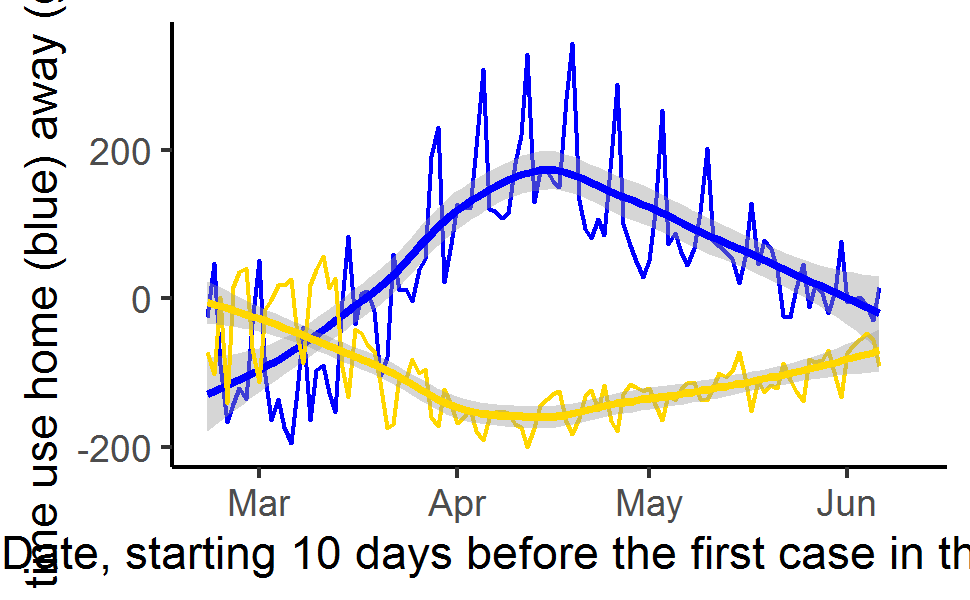 time use home (blue) away (
200
0
-200
Mar Apr May Jun
Date, starting 10 days before the first case in th